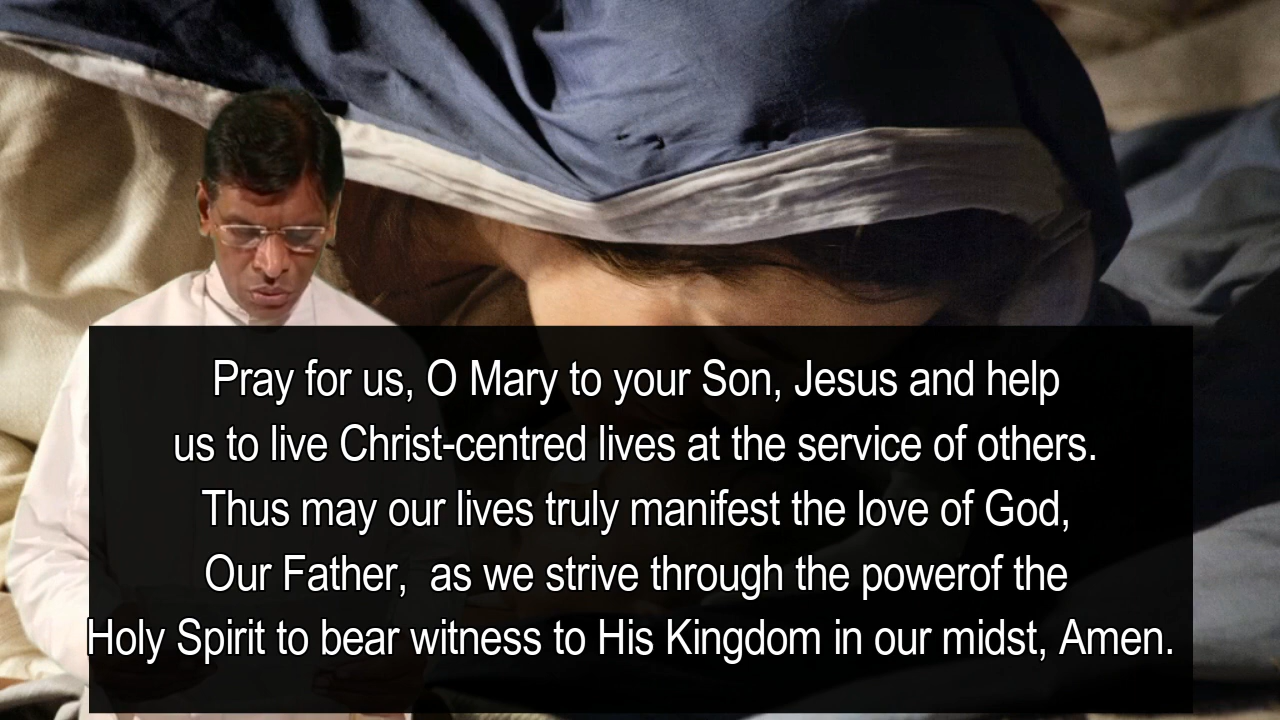 Pray for us, O Mary to your Son, Jesus and help
us to live Christ-centred lives at the service of others.
Thus may our lives truly manifest the love of God,
Our Father,  as we strive through the powerof the
Holy Spirit to bear witness to His Kingdom in our midst, Amen.